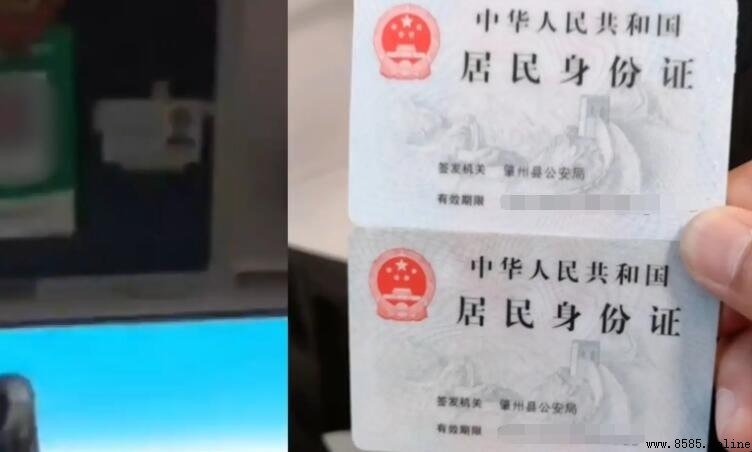 中华人民共和国
居民身份证
签发机关 肇州县公安局
有效期限
中华人民共和国
居民身份证
签发机关 肇州县公安局
有效期限
www.8585.online